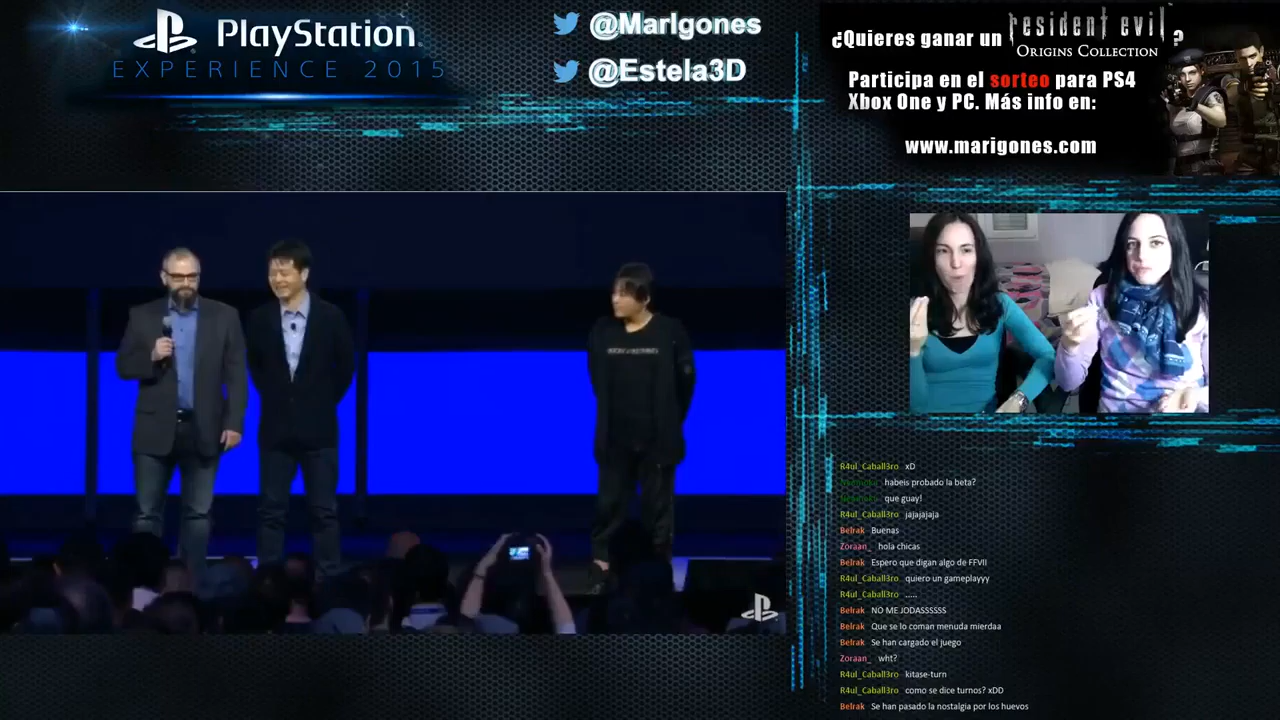 PlayStation
EXPERIENCE 2015
@MarIgones
@Estela3D
¿Quieres ganar un resident evil ?
ORIGINS COLLECTION
Participa en el sorteo para PS4
Xbox One y PC. Más info en:
www.marigones.com
R4ul_Caball3ro xD
habeis probado la beta?
que guay!
R4ul_Caball3ro jajajajaja
Belrak Buenas
Zoraan_ hola chicas
Belrak Espero que digan algo de FFVII
R4ul_Caball3ro quiero un gameplayyy
R4ul_Caball3ro .....
Belrak NO ME JODASSSSSS
Belrak Que se lo coman menuda mierdaa
Belrak Se han cargado el juego
Zoraan_ wht?
R4ul_Caball3ro kitase-turn
R4ul_Caball3ro como se dice turnos? xDD
Belrak Se han pasado la nostalgia por los huevos